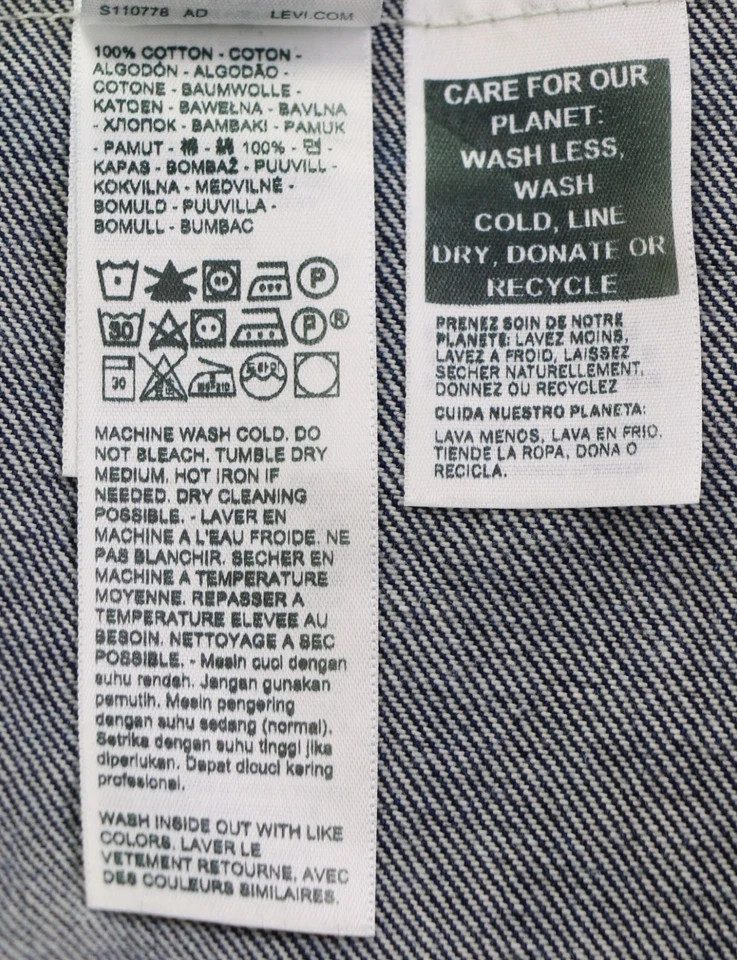 S110778 AD LEVI.COM
100% COTTON - COTON -
ALGODÓN - ALGODÃO -
COTONE - BAUMWOLLE -
KATOEN - BAWEŁNA - BAVLNA
- ХЛОПОК - BAMBAKI - PAMUK
- PAMUT - 棉 - 綿 100% - 면 -
KAPAS - BOMBAŽ - PUUVILL -
KOKVILNA - MEDVILNĖ -
BOMULD - PUUVILLA -
BOMULL - BUMBAC
P
30 P ®
30
MACHINE WASH COLD. DO
NOT BLEACH. TUMBLE DRY
MEDIUM. HOT IRON IF
NEEDED. DRY CLEANING
POSSIBLE. - LAVER EN
MACHINE A L'EAU FROIDE. NE
PAS BLANCHIR. SECHER EN
MACHINE A TEMPERATURE
MOYENNE. REPASSER A
TEMPERATURE ELEVEE AU
BESOIN. NETTOYAGE A SEC
POSSIBLE. - Mesin cuci dengan
suhu rendah. Jangan gunakan
pemutih. Mesin pengering
dengan suhu sedang (normal).
Setrika dengan suhu tinggi jika
diperlukan. Dapat dicuci kering
profesional.
WASH INSIDE OUT WITH LIKE
COLORS. LAVER LE
VETEMENT RETOURNE, AVEC
DES COULEURS SIMILAIRES.
CARE FOR OUR
PLANET:
WASH LESS,
WASH
COLD, LINE
DRY, DONATE OR
RECYCLE
PRENEZ SOIN DE NOTRE
PLANETE: LAVEZ MOINS,
LAVEZ A FROID, LAISSEZ
SECHER NATURELLEMENT,
DONNEZ OU RECYCLEZ
CUIDA NUESTRO PLANETA:
LAVA MENOS, LAVA EN FRIO.
TIENDE LA ROPA, DONA O
RECICLA.